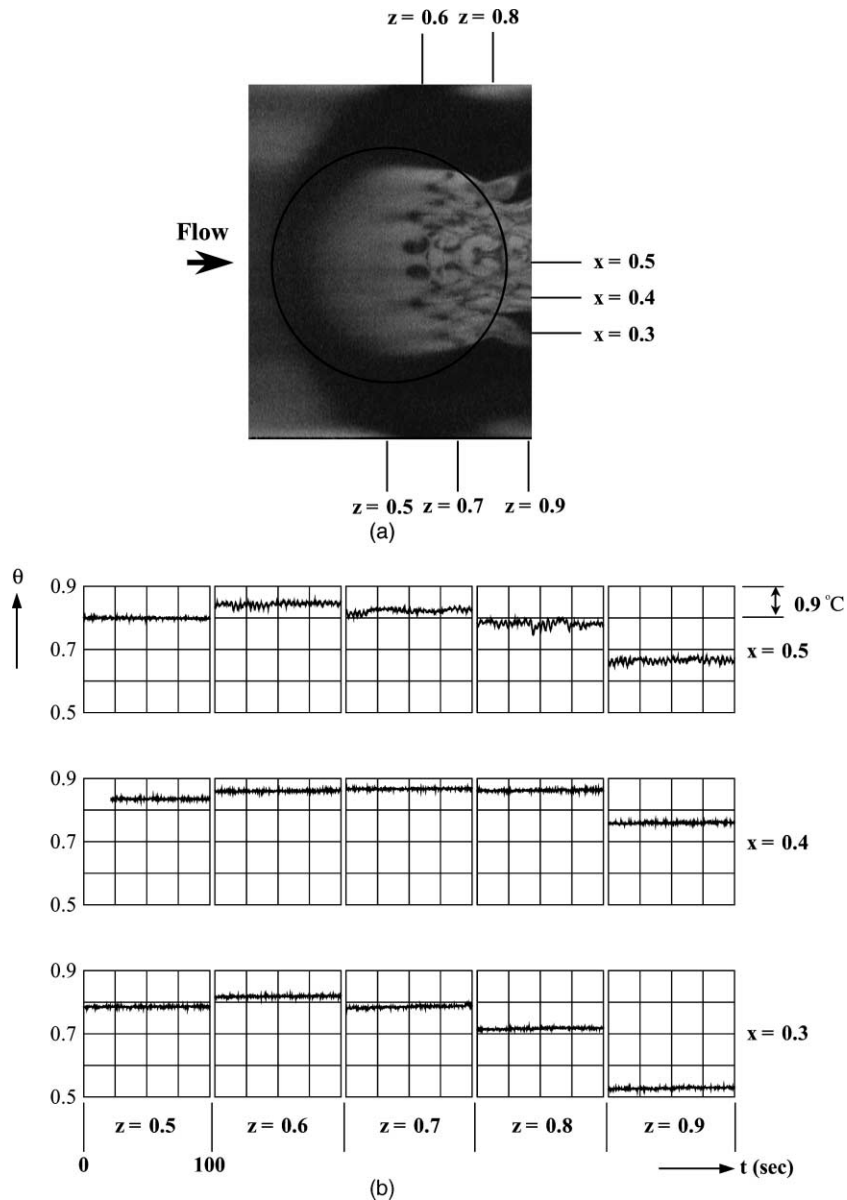 z = 0.6 z = 0.8
Flow
x = 0.5
x = 0.4
x = 0.3
z = 0.5 z = 0.7 z = 0.9
(a)
θ
0.9
0.7
0.5
0.9 °C
x = 0.5
0.9
0.7
0.5
x = 0.4
0.9
0.7
0.5
x = 0.3
z = 0.5 z = 0.6 z = 0.7 z = 0.8 z = 0.9
0 100 t (sec)
(b)